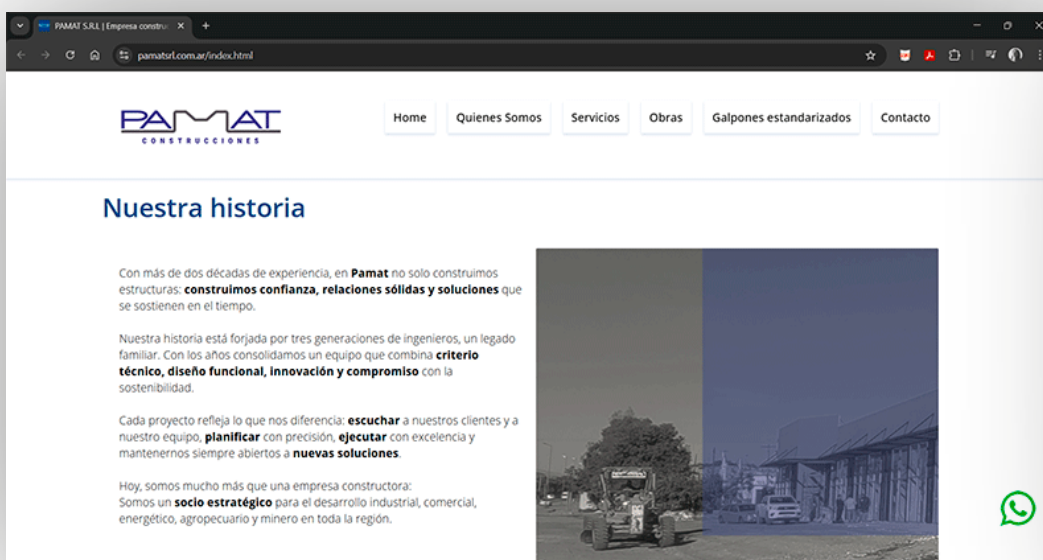 PAMAT S.R.L | Empresa constru
pamatsrl.com.ar/index.html
PAMAT
CONSTRUCCIONES
Home
Quienes Somos
Servicios
Obras
Galpones estandarizados
Contacto
Nuestra historia
Con más de dos décadas de experiencia, en Pamat no solo construimos
estructuras: construimos confianza, relaciones sólidas y soluciones que
se sostienen en el tiempo.
Nuestra historia está forjada por tres generaciones de ingenieros, un legado
familiar. Con los años consolidamos un equipo que combina criterio
técnico, diseño funcional, innovación y compromiso con la
sostenibilidad.
Cada proyecto refleja lo que nos diferencia: escuchar a nuestros clientes y a
nuestro equipo, planificar con precisión, ejecutar con excelencia y
mantenernos siempre abiertos a nuevas soluciones.
Hoy, somos mucho más que una empresa constructora:
Somos un socio estratégico para el desarrollo industrial, comercial,
energético, agropecuario y minero en toda la región.